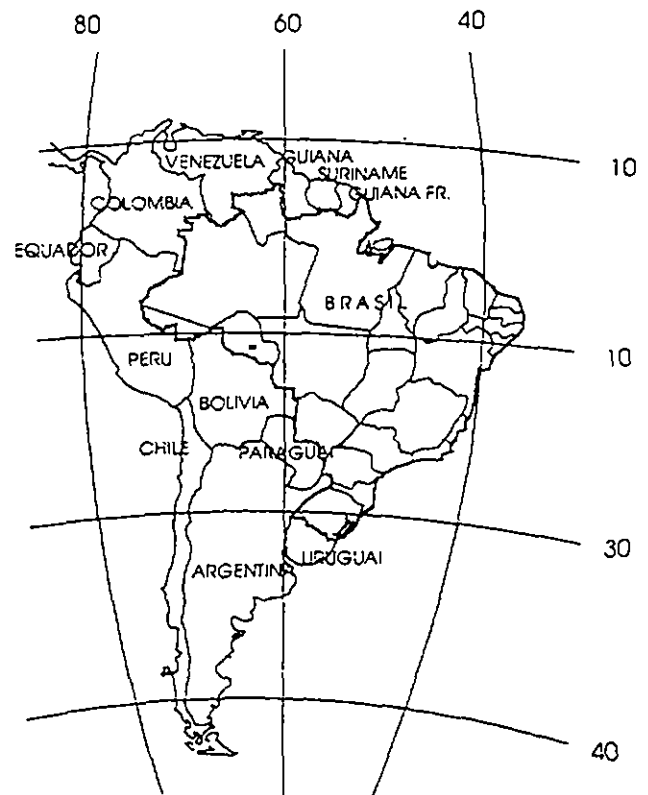 80 60 40
10
VENEZUELA GUIANA
SURINAME
GUIANA FR.
COLOMBIA
EQUADOR
BRASIL
10
PERU
BOLIVIA
CHILE PARAGUAI
30
URUGUAI
ARGENTINA
40